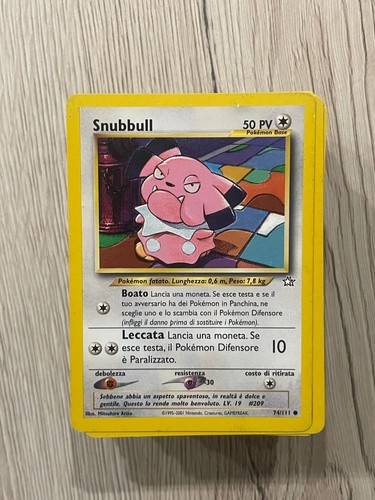 Snubbull 50 PV
Pokémon Base
Pokémon fatato. Lunghezza: 0,6 m, Peso: 7,8 kg
Boato Lancia una moneta. Se esce testa e se il
tuo avversario ha dei Pokémon in Panchina, ne
sceglie uno e lo scambia con il Pokémon Difensore
(infliggi il danno prima di sostituire i Pokémon).
Leccata Lancia una moneta. Se
esce testa, il Pokémon Difensore
è Paralizzato.
10
debolezza resistenza costo di ritirata
-30
Sebbene abbia un aspetto spaventoso, in realtà è dolce e
gentile. Questo lo rende molto benvoluto. LV. 19 #209
Illus. Mitsuhiro Arita ©1995-2001 Nintendo, Creatures, GAMEFREAK. 74/111